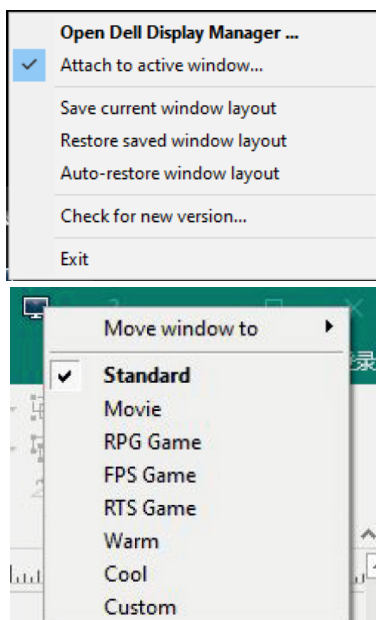 Open Dell Display Manager ...
Attach to active window...
Save current window layout
Restore saved window layout
Auto-restore window layout
Check for new version...
Exit
Move window to
录
Standard
Movie
RPG Game
FPS Game
RTS Game
Warm
Cool
Custom